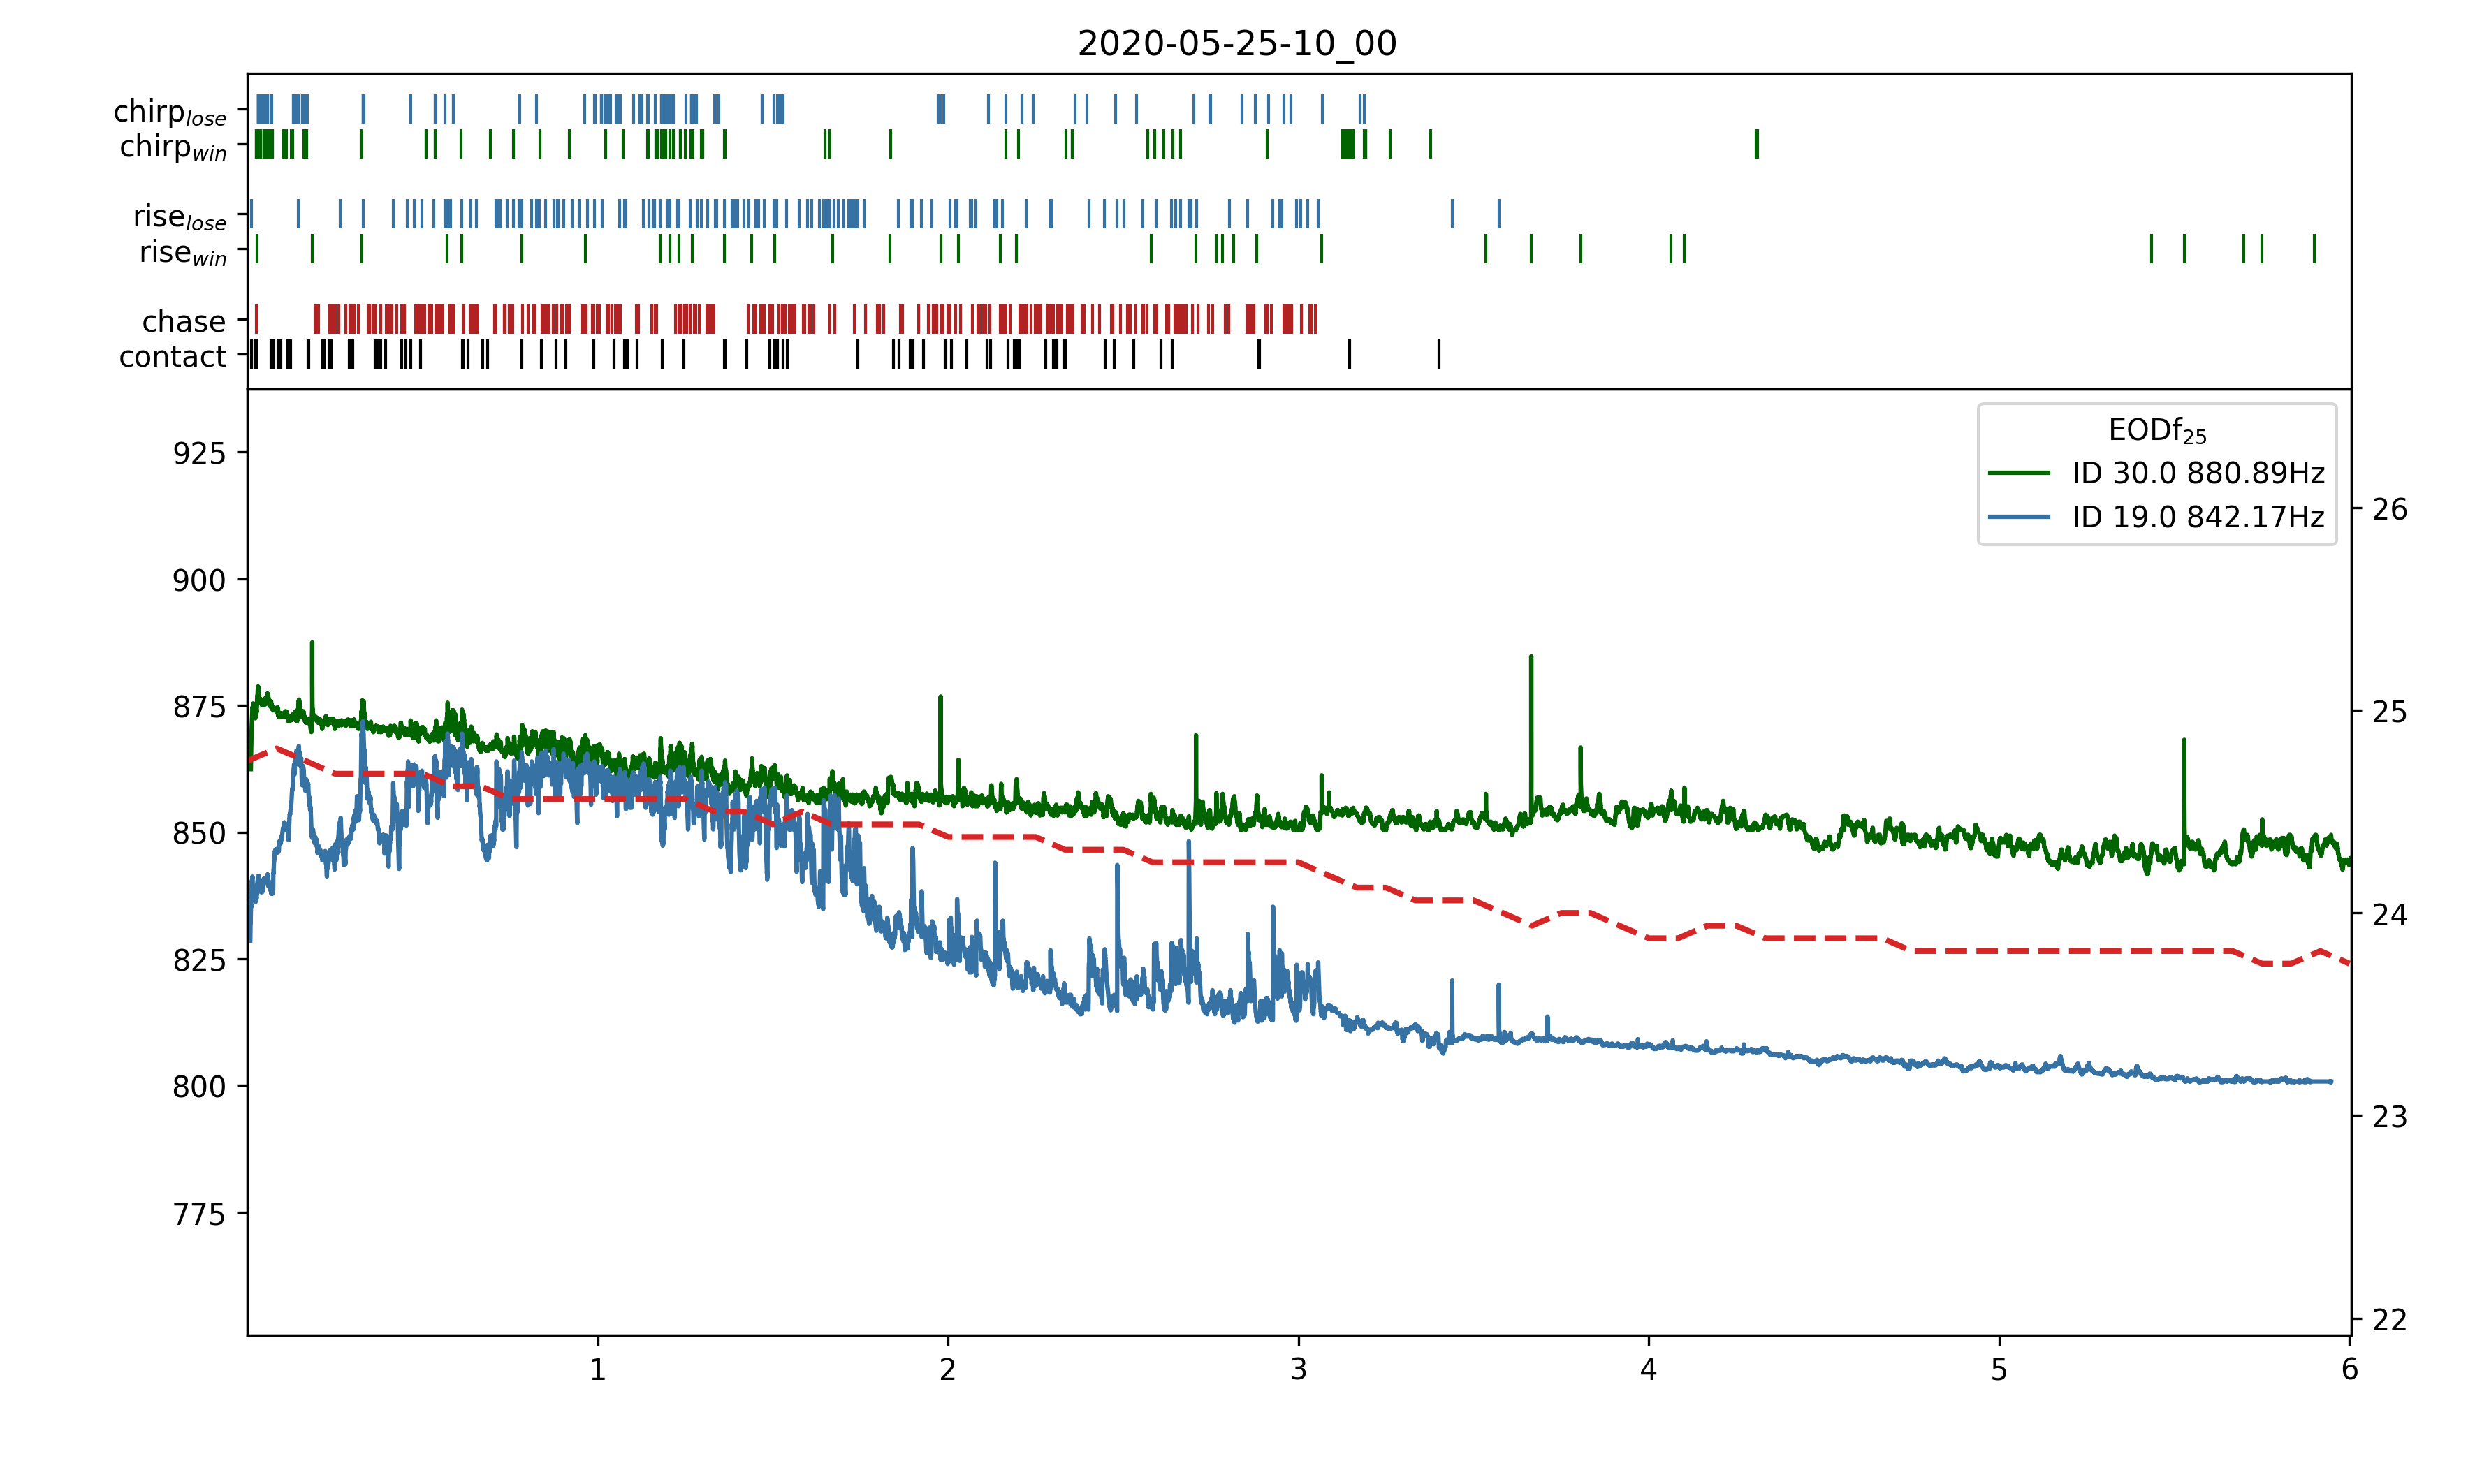 2020-05-25-10_00
chirp_lose
chirp_win
rise_lose
rise_win
chase
contact
EODf_25
ID 30.0 880.89Hz
ID 19.0 842.17Hz
925
900
875
850
825
800
775
26
25
24
23
22
1 2 3 4 5 6